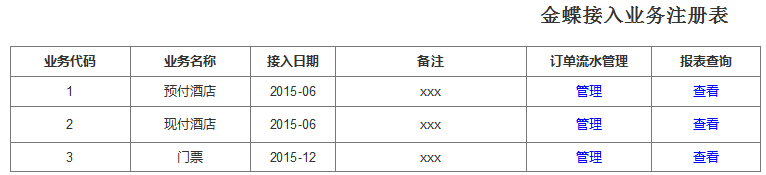 金蝶接入业务注册表
业务代码 业务名称 接入日期 备注 订单流水管理 报表查询
1 预付酒店 2015-06 xxx 管理 查看
2 现付酒店 2015-06 xxx 管理 查看
3 门票 2015-12 xxx 管理 查看